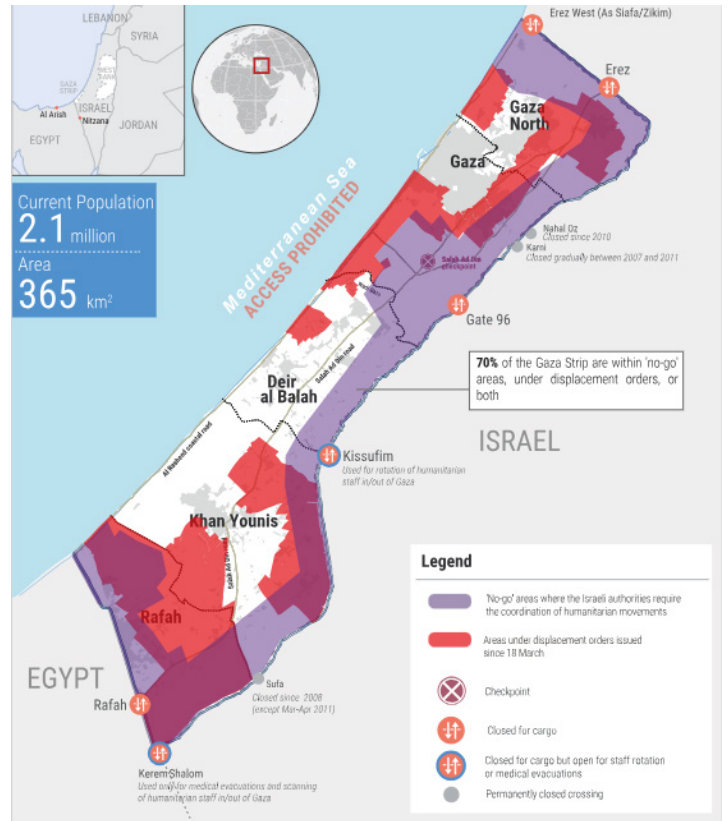 LEBANON
SYRIA
WEST
BANK
GAZA
STRIP
Al Arish
ISRAEL
Nitzana
JORDAN
EGYPT
Current Population
2.1 million
Area
365 km²
Mediterranean Sea
ACCESS PROHIBITED
Erez West (As Siafa/Zikim)
Erez
Gaza
North
Gaza
Nahal Oz
Closed since 2010
Karni
Closed gradually between 2007 and 2011
Salah Ad Din
checkpoint
Gate 96
70% of the Gaza Strip are within 'no-go'
areas, under displacement orders, or
both
Salah Ad Din road
Deir
al Balah
ISRAEL
Al Rasheed coastal road
Kissufim
Used for rotation of humanitarian
staff in/out of Gaza
Khan Younis
Salah Ad Din road
Rafah
EGYPT
Rafah
Sufa
Closed since 2008
(except Mar-Apr 2011)
Kerem Shalom
Used only for medical evacuations and scanning
of humanitarian staff in/out of Gaza
Legend
'No-go' areas where the Israeli authorities require
the coordination of humanitarian movements
Areas under displacement orders issued
since 18 March
Checkpoint
Closed for cargo
Closed for cargo but open for staff rotation
or medical evacuations
Permanently closed crossing